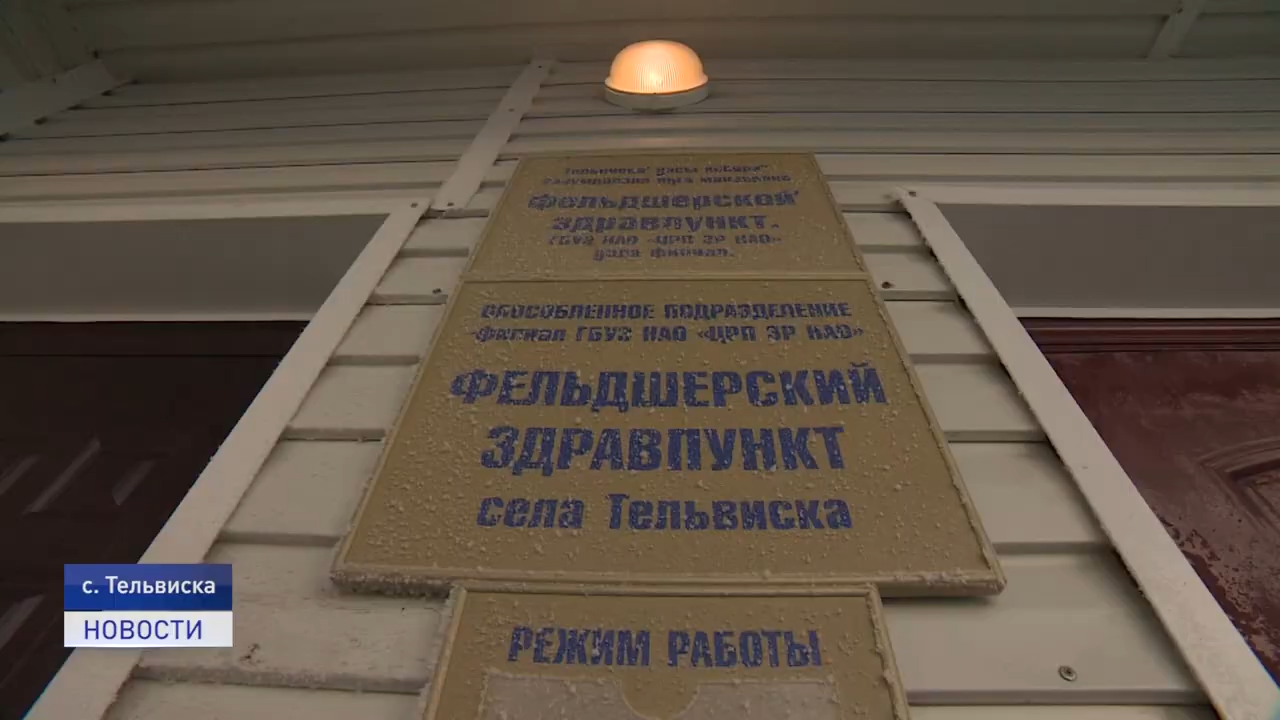 Фельдшерской
здравпункт.
ГБУЗ НАО «ЦРП ЗР НАО»
ОБОСОБЛЕННОЕ ПОДРАЗДЕЛЕНИЕ
Филиал ГБУЗ НАО «ЦРП ЗР НАО»
ФЕЛЬДШЕРСКИЙ
ЗДРАВПУНКТ
села Тельвиска
РЕЖИМ РАБОТЫ
с. Тельвиска
НОВОСТИ